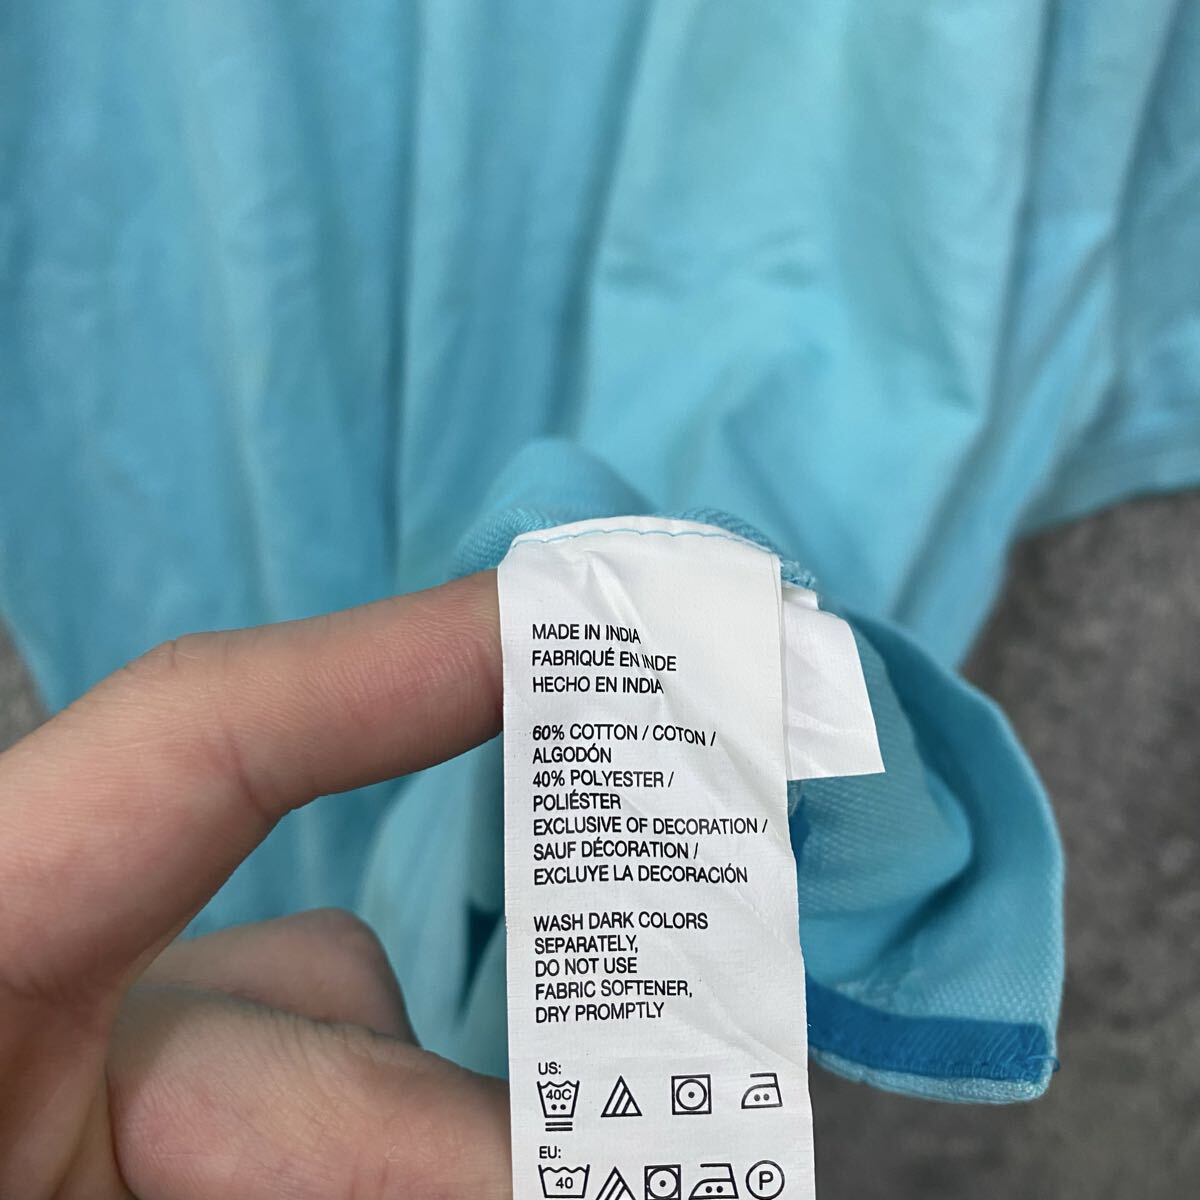 MADE IN INDIA
FABRIQUÉ EN INDE
HECHO EN INDIA
60% COTTON / COTON /
ALGODÓN
40% POLYESTER /
POLIÉSTER
EXCLUSIVE OF DECORATION /
SAUF DÉCORATION /
EXCLUYE LA DECORACIÓN
WASH DARK COLORS
SEPARATELY,
DO NOT USE
FABRIC SOFTENER,
DRY PROMPTLY
US:
40C
EU:
40 P